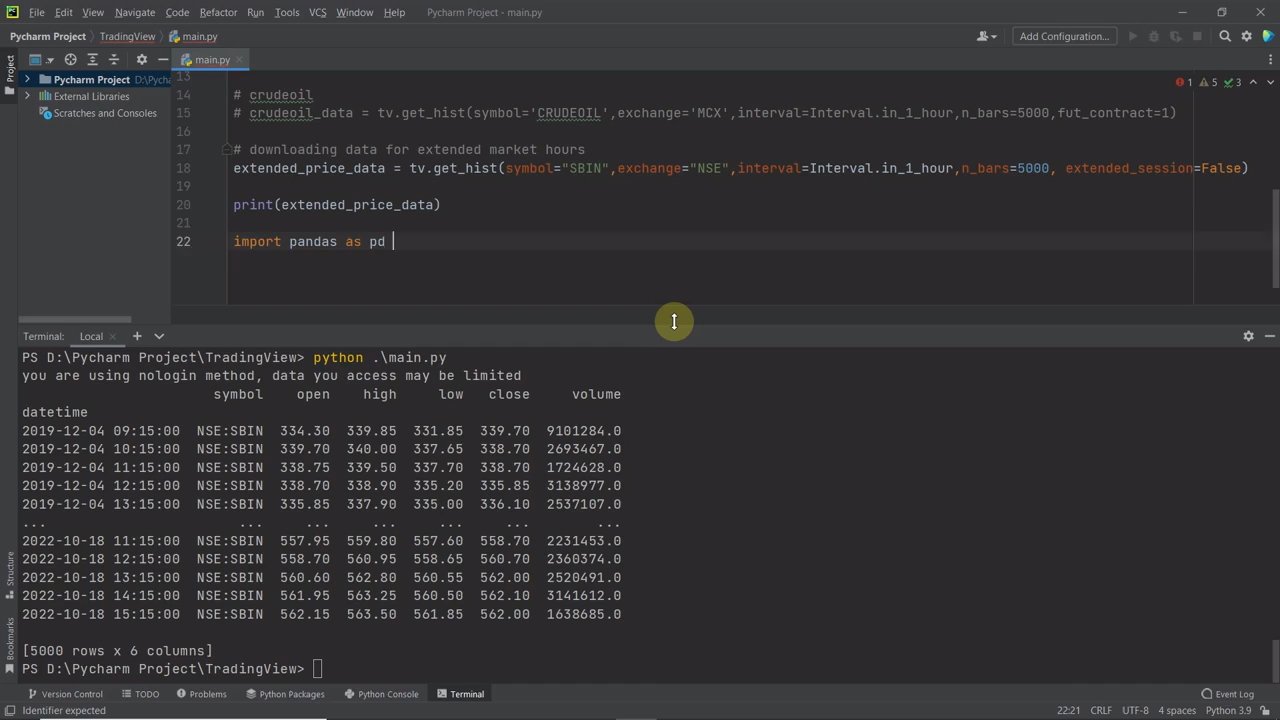 File Edit View Navigate Code Refactor Run Tools VCS Window Help Pycharm Project - main.py
Pycharm Project TradingView main.py Add Configuration...
Project main.py
13
Pycharm Project D:\Pycha 1 5 3
14 # crudeoil
External Libraries
15 # crudeoil_data = tv.get_hist(symbol='CRUDEOIL',exchange='MCX',interval=Interval.in_1_hour,n_bars=5000,fut_contract=1)
Scratches and Consoles
16
17 # downloading data for extended market hours
18 extended_price_data = tv.get_hist(symbol="SBIN",exchange="NSE",interval=Interval.in_1_hour,n_bars=5000, extended_session=False)
19
20 print(extended_price_data)
21
22 import pandas as pd
Terminal: Local
PS D:\Pycharm Project\TradingView> python .\main.py
you are using nologin method, data you access may be limited
symbol open high low close volume
datetime
2019-12-04 09:15:00 NSE:SBIN 334.30 339.85 331.85 339.70 9101284.0
2019-12-04 10:15:00 NSE:SBIN 339.70 340.00 337.65 338.70 2693467.0
2019-12-04 11:15:00 NSE:SBIN 338.75 339.50 337.70 338.70 1724628.0
2019-12-04 12:15:00 NSE:SBIN 338.70 338.90 335.20 335.85 3138977.0
2019-12-04 13:15:00 NSE:SBIN 335.85 337.90 335.00 336.10 2537107.0
... ... ... ... ... ... ...
2022-10-18 11:15:00 NSE:SBIN 557.95 559.80 557.60 558.70 2231453.0
2022-10-18 12:15:00 NSE:SBIN 558.70 560.95 558.65 560.70 2360374.0
2022-10-18 13:15:00 NSE:SBIN 560.60 562.80 560.55 562.00 2520491.0
2022-10-18 14:15:00 NSE:SBIN 561.95 563.25 560.50 562.10 3141612.0
2022-10-18 15:15:00 NSE:SBIN 562.15 563.50 561.85 562.00 1638685.0
[5000 rows x 6 columns]
PS D:\Pycharm Project\TradingView>
Structure
Bookmarks
Version Control TODO Problems Python Packages Python Console Terminal Event Log
Identifier expected 22:21 CRLF UTF-8 4 spaces Python 3.9